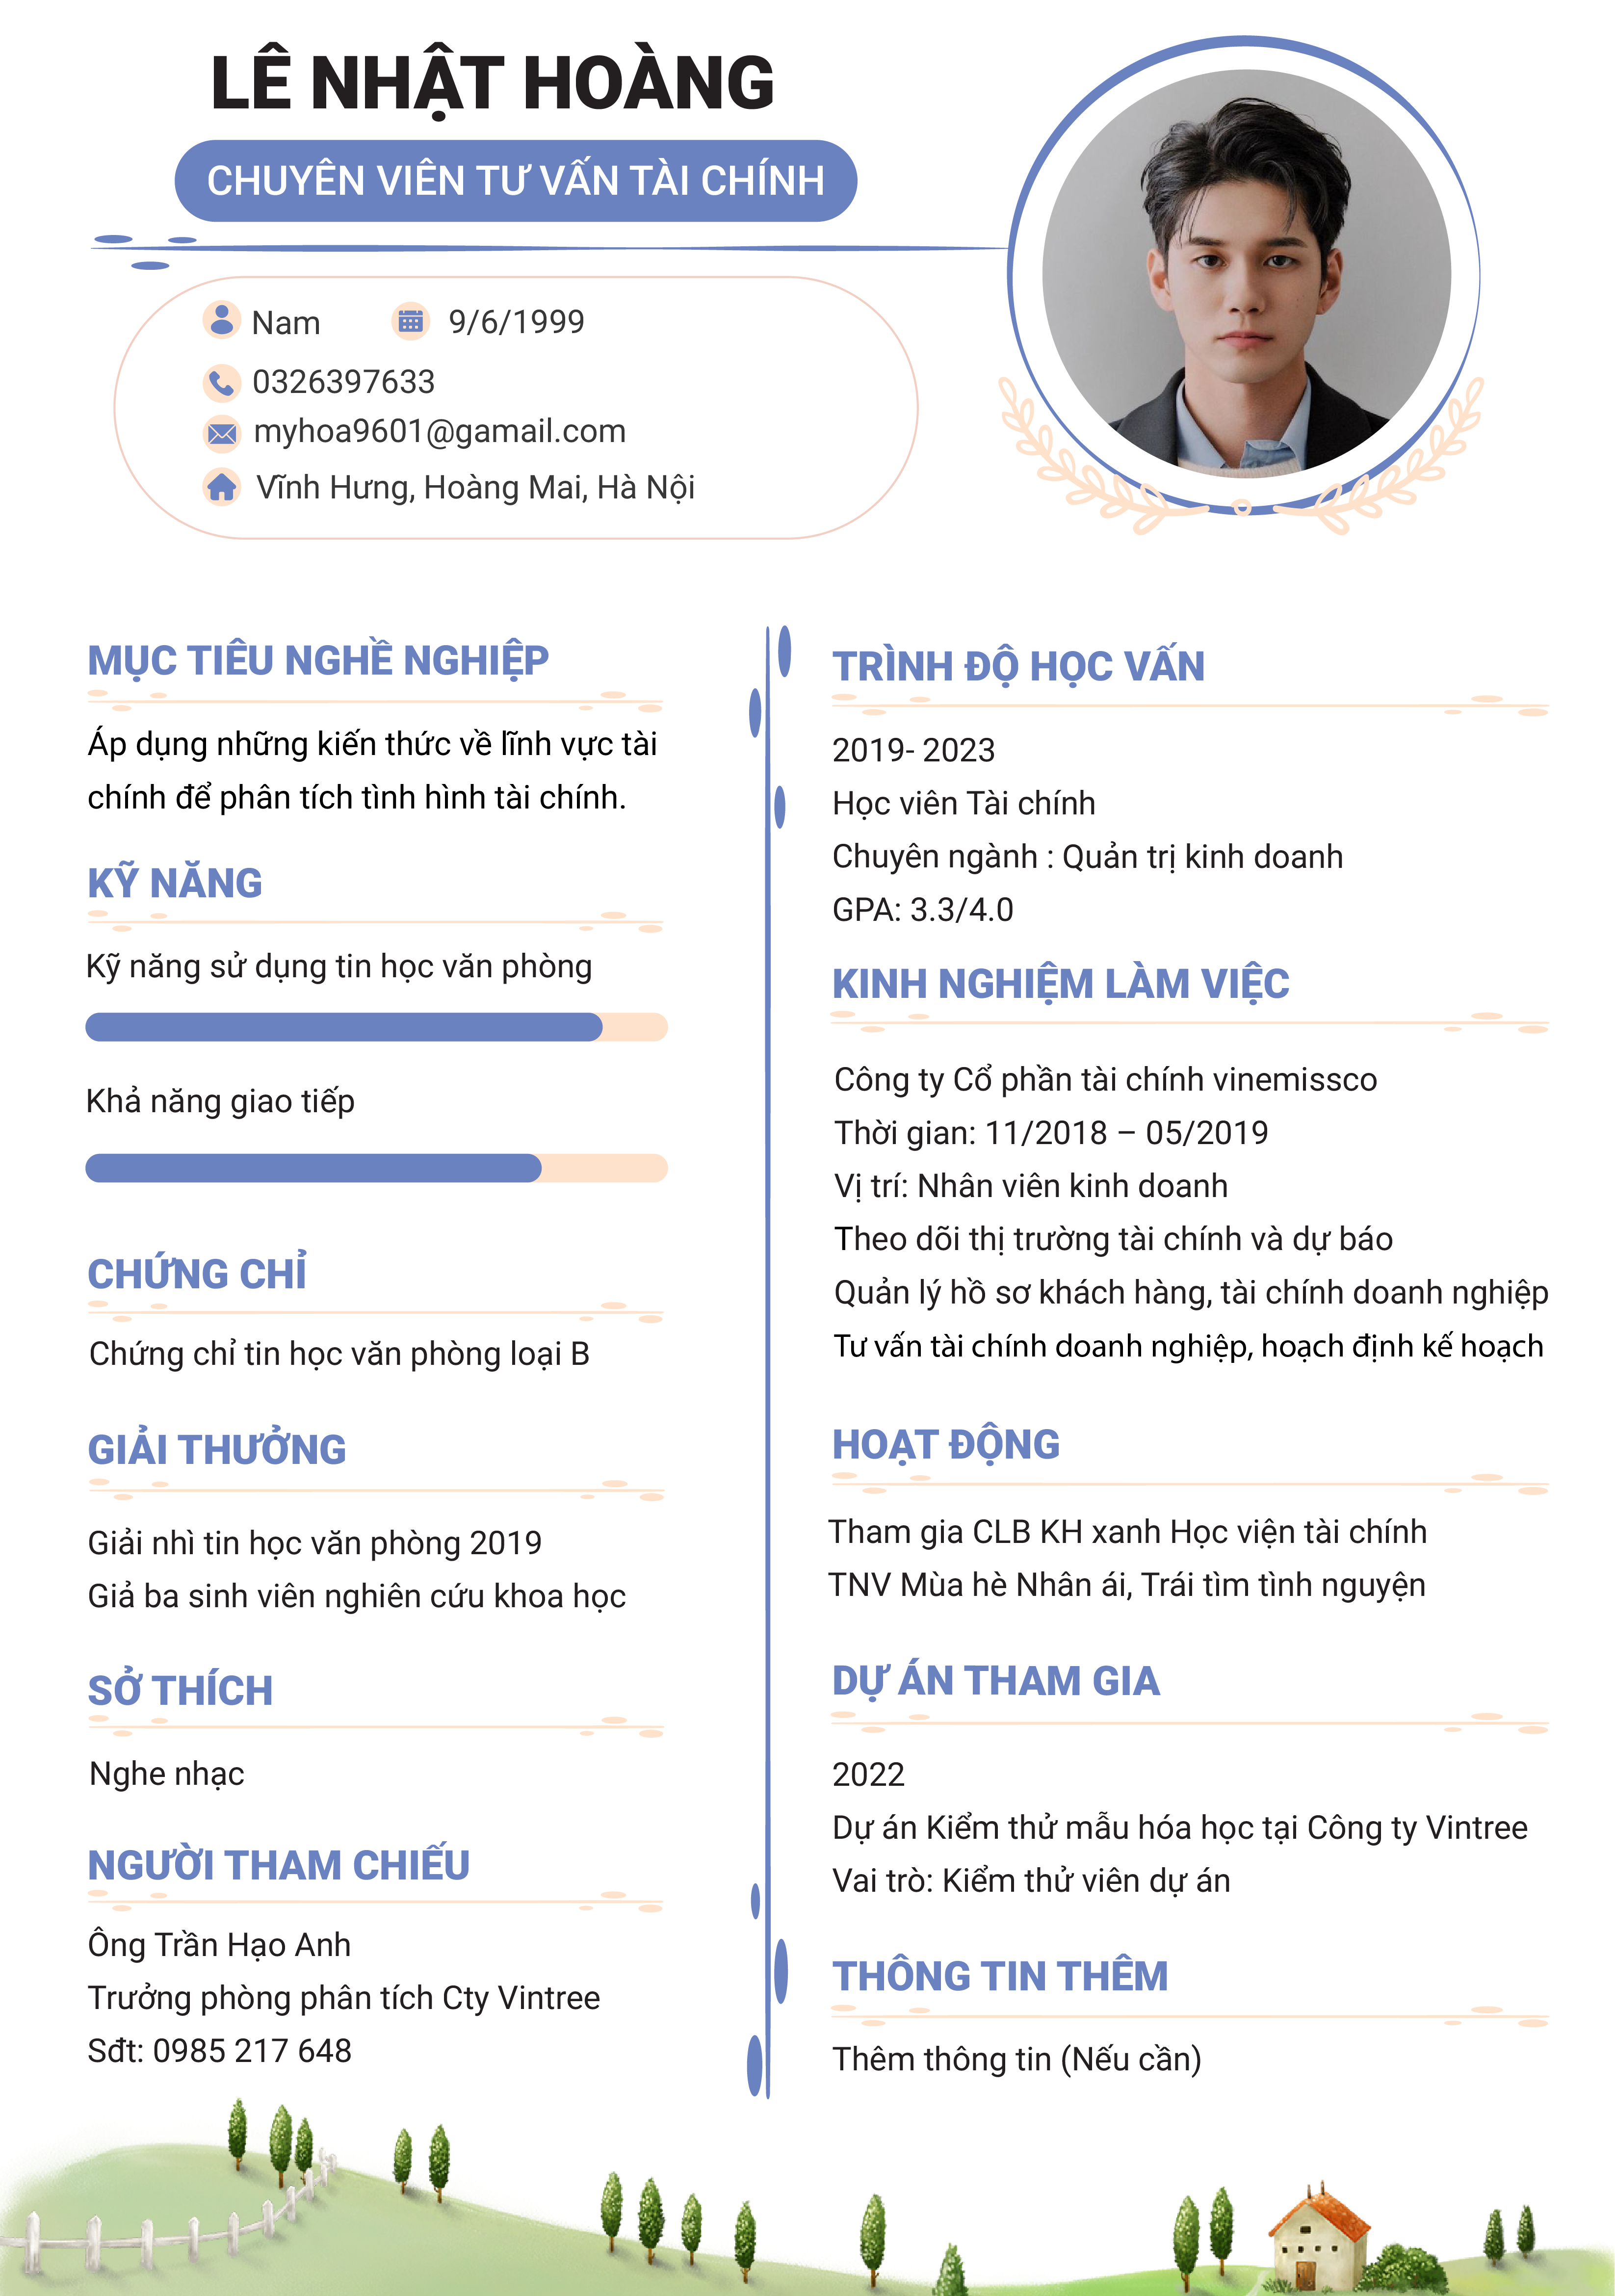 LÊ NHẬT HOÀNG
CHUYÊN VIÊN TƯ VẤN TÀI CHÍNH
Nam 9/6/1999
0326397633
myhoa9601@gamail.com
Vĩnh Hưng, Hoàng Mai, Hà Nội
MỤC TIÊU NGHỀ NGHIỆP
Áp dụng những kiến thức về lĩnh vực tài
chính để phân tích tình hình tài chính.
KỸ NĂNG
Kỹ năng sử dụng tin học văn phòng
Khả năng giao tiếp
CHỨNG CHỈ
Chứng chỉ tin học văn phòng loại B
GIẢI THƯỞNG
Giải nhì tin học văn phòng 2019
Giả ba sinh viên nghiên cứu khoa học
SỞ THÍCH
Nghe nhạc
NGƯỜI THAM CHIẾU
Ông Trần Hạo Anh
Trưởng phòng phân tích Cty Vintree
Sđt: 0985 217 648
TRÌNH ĐỘ HỌC VẤN
2019- 2023
Học viên Tài chính
Chuyên ngành : Quản trị kinh doanh
GPA: 3.3/4.0
KINH NGHIỆM LÀM VIỆC
Công ty Cổ phần tài chính vinemissco
Thời gian: 11/2018 – 05/2019
Vị trí: Nhân viên kinh doanh
Theo dõi thị trường tài chính và dự báo
Quản lý hồ sơ khách hàng, tài chính doanh nghiệp
Tư vấn tài chính doanh nghiệp, hoạch định kế hoạch
HOẠT ĐỘNG
Tham gia CLB KH xanh Học viện tài chính
TNV Mùa hè Nhân ái, Trái tìm tình nguyện
DỰ ÁN THAM GIA
2022
Dự án Kiểm thử mẫu hóa học tại Công ty Vintree
Vai trò: Kiểm thử viên dự án
THÔNG TIN THÊM
Thêm thông tin (Nếu cần)